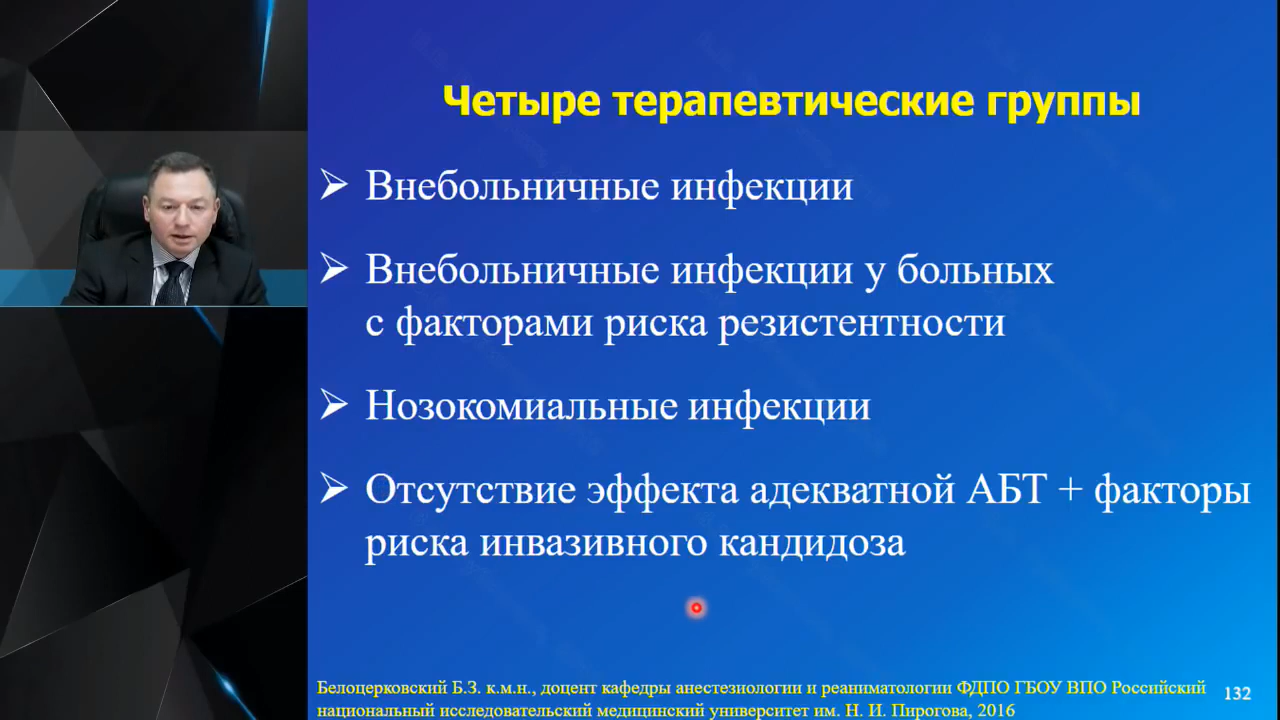 Четыре терапевтические группы
Внебольничные инфекции
Внебольничные инфекции у больных
с факторами риска резистентности
Нозокомиальные инфекции
Отсутствие эффекта адекватной АБТ + факторы
риска инвазивного кандидоза
Белоцерковский Б.З. к.м.н., доцент кафедры анестезиологии и реаниматологии ФДПО ГБОУ ВПО Российский
национальный исследовательский медицинский университет им. Н. И. Пирогова, 2016
132